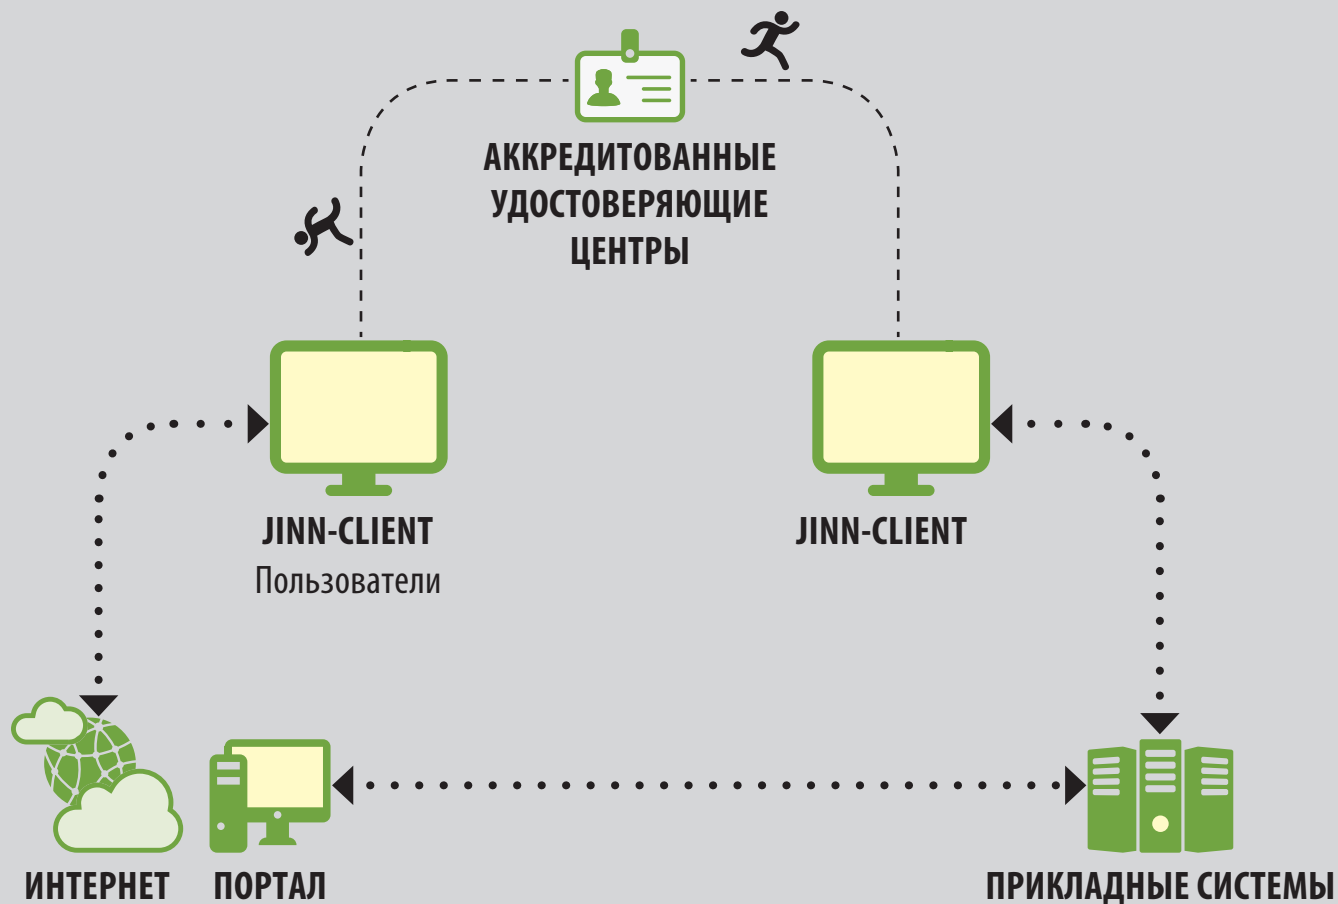 АККРЕДИТОВАННЫЕ
УДОСТОВЕРЯЮЩИЕ
ЦЕНТРЫ
JINN-CLIENT
Пользователи
JINN-CLIENT
ИНТЕРНЕТ
ПОРТАЛ
ПРИКЛАДНЫЕ СИСТЕМЫ